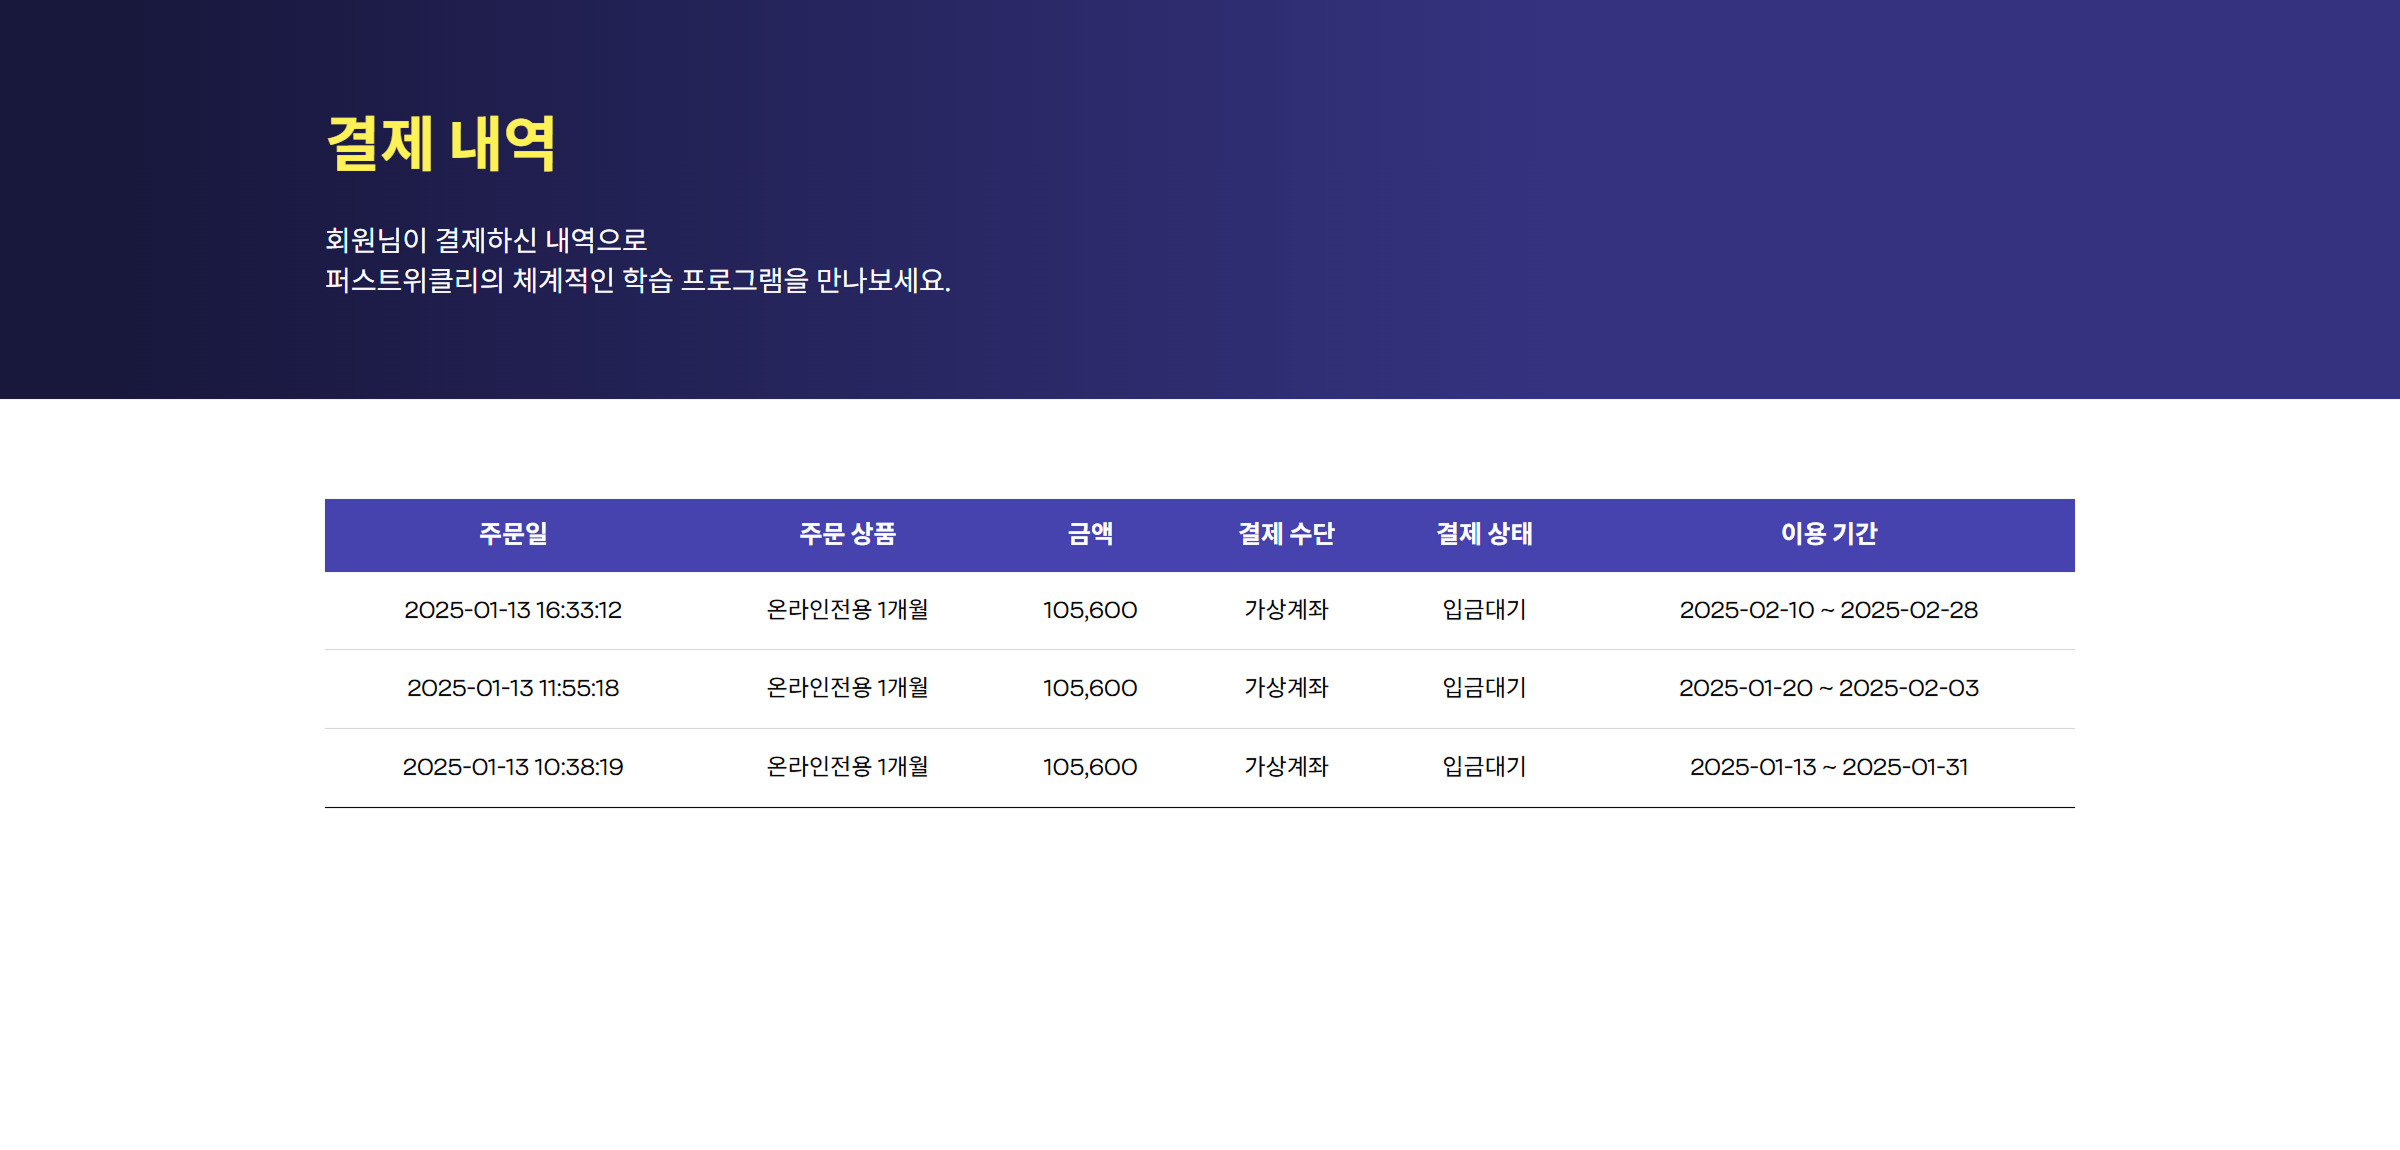 결제 내역
회원님이 결제하신 내역으로
퍼스트위클리의 체계적인 학습 프로그램을 만나보세요.
주문일 주문 상품 금액 결제 수단 결제 상태 이용 기간
2025-01-13 16:33:12 온라인전용 1개월 105,600 가상계좌 입금대기 2025-02-10 ~ 2025-02-28
2025-01-13 11:55:18 온라인전용 1개월 105,600 가상계좌 입금대기 2025-01-20 ~ 2025-02-03
2025-01-13 10:38:19 온라인전용 1개월 105,600 가상계좌 입금대기 2025-01-13 ~ 2025-01-31